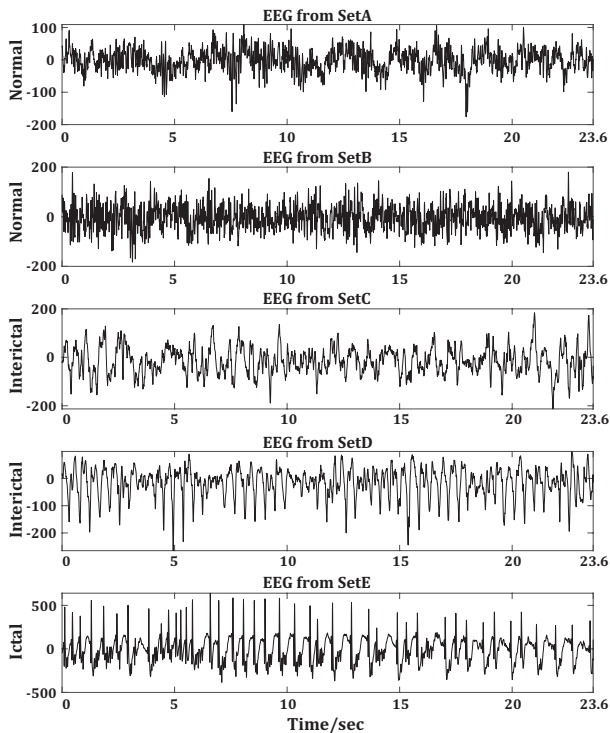 EEG from SetA
Normal
100
0
-100
-200
0 5 10 15 20 23.6
EEG from SetB
Normal
200
0
-200
0 5 10 15 20 23.6
EEG from SetC
Interictal
200
0
-200
0 5 10 15 20 23.6
EEG from SetD
Interictal
0
-100
-200
0 5 10 15 20 23.6
EEG from SetE
Ictal
500
0
-500
0 5 10 15 20 23.6
Time/sec